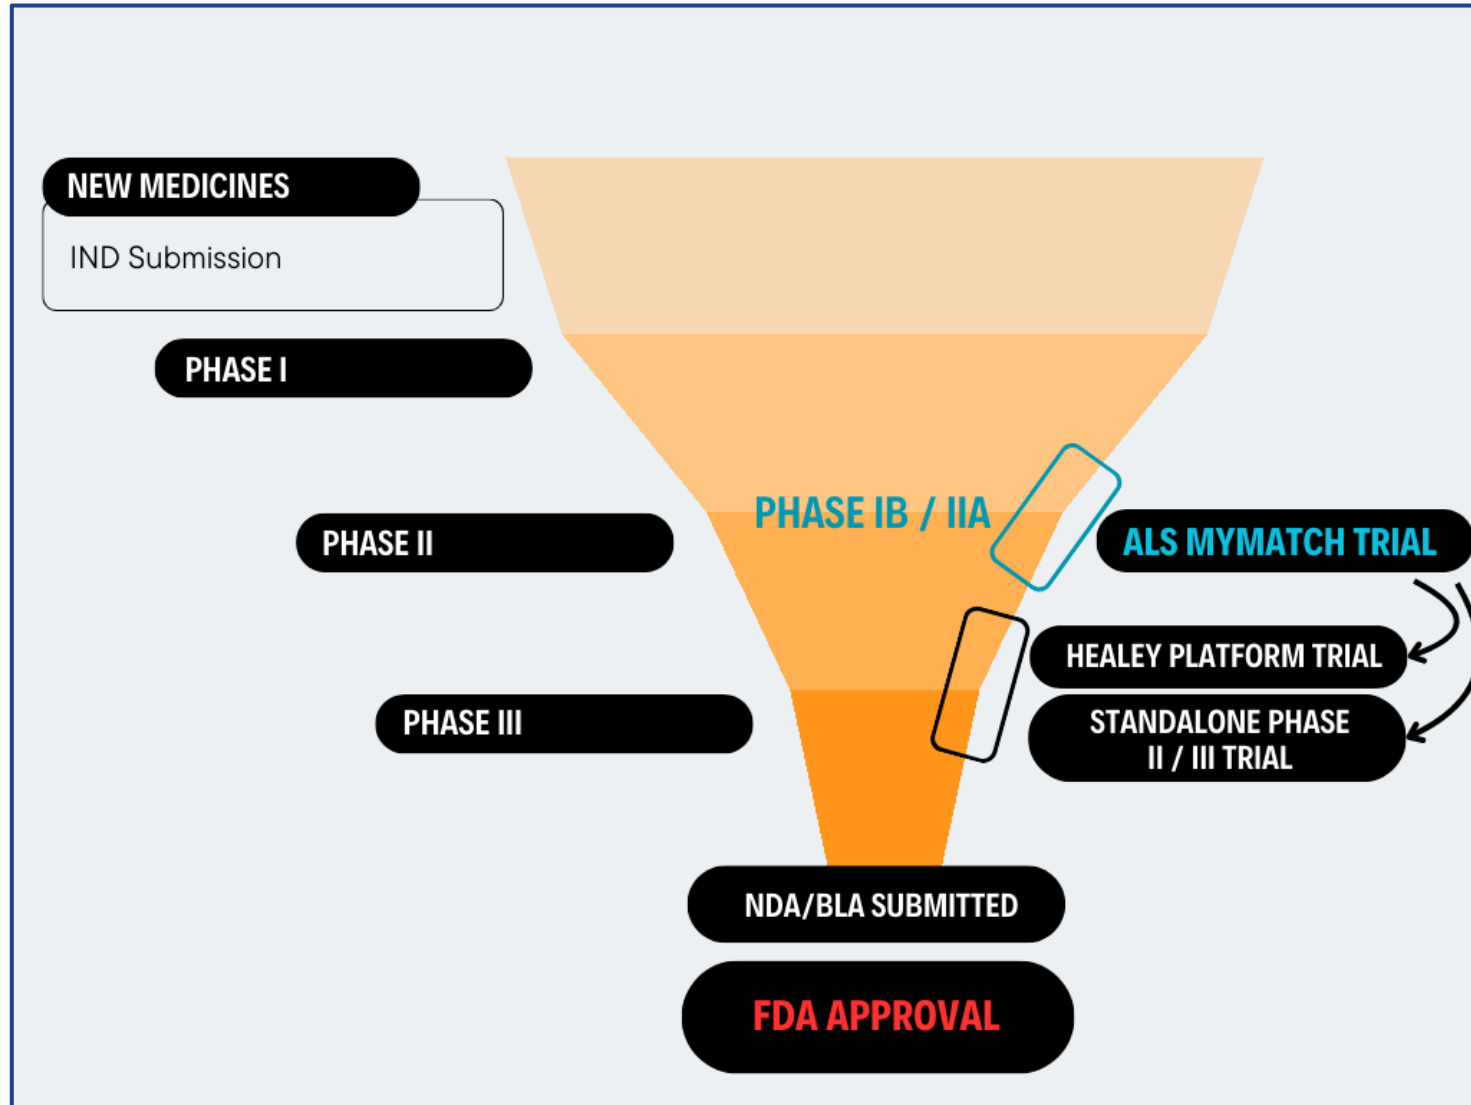 NEW MEDICINES
IND Submission
PHASE I
PHASE IB / IIA
PHASE II
ALS MYMATCH TRIAL
HEALEY PLATFORM TRIAL
PHASE III
STANDALONE PHASE
II / III TRIAL
NDA/BLA SUBMITTED
FDA APPROVAL